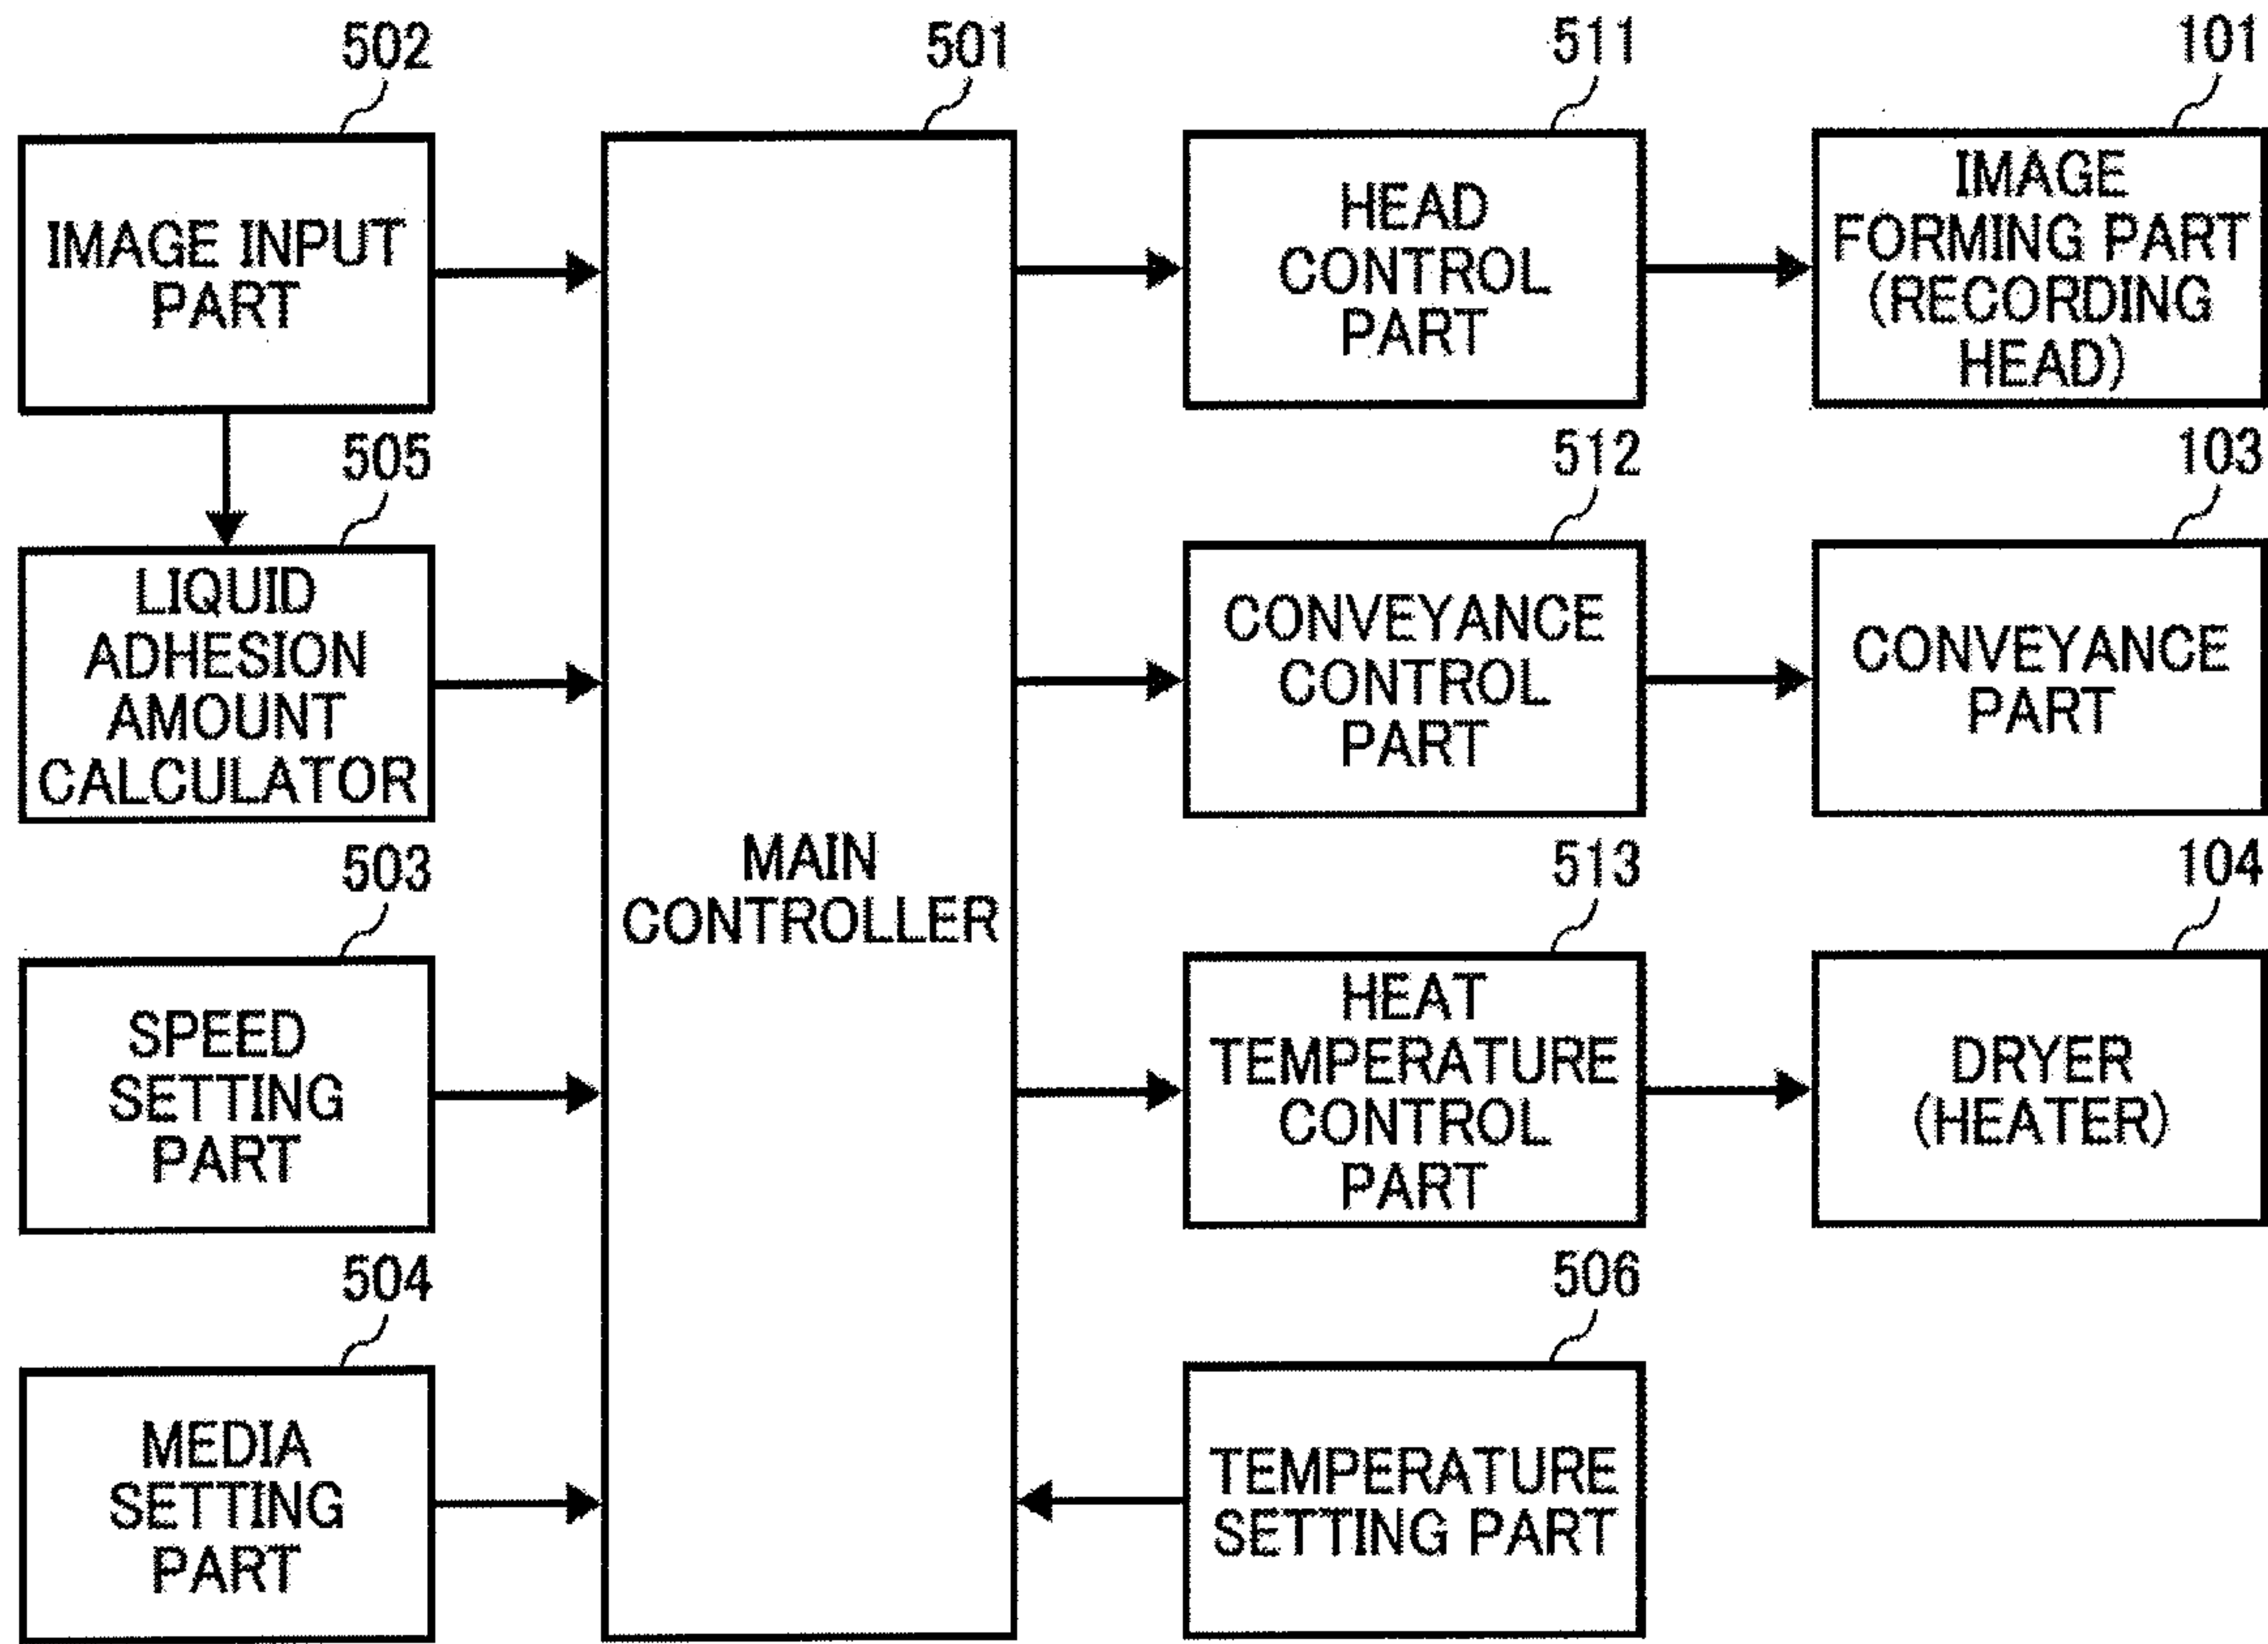 502
IMAGE INPUT
PART
505
LIQUID
ADHESION
AMOUNT
CALCULATOR
503
SPEED
SETTING
PART
504
MEDIA
SETTING
PART
501
MAIN
CONTROLLER
511
HEAD
CONTROL
PART
512
CONVEYANCE
CONTROL
PART
513
HEAT
TEMPERATURE
CONTROL
PART
506
TEMPERATURE
SETTING PART
101
IMAGE
FORMING PART
(RECORDING
HEAD)
103
CONVEYANCE
PART
104
DRYER
(HEATER)